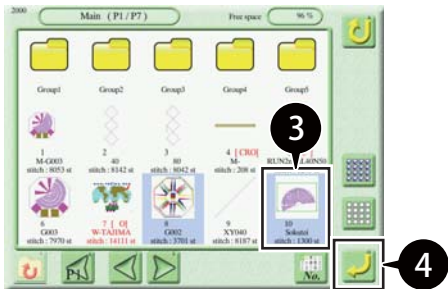 2000
Main ( P1 / P7 )
Free space
96 %
Group1 Group2 Group3 Group4 Group5
1 2 3 4 [ CRO[
M-G003 40 80 M-
stitch : 8053 st stitch : 8142 st stitch : 8042 st stitch : 208 st
3
6 7 [ O[ 8 9 10
G003 W-TAJIMA G002 XY040 Sokutei
stitch : 7970 st stitch : 14111 st stitch : 3701 st stitch : 8187 st stitch : 1300 st
P1
No.
4